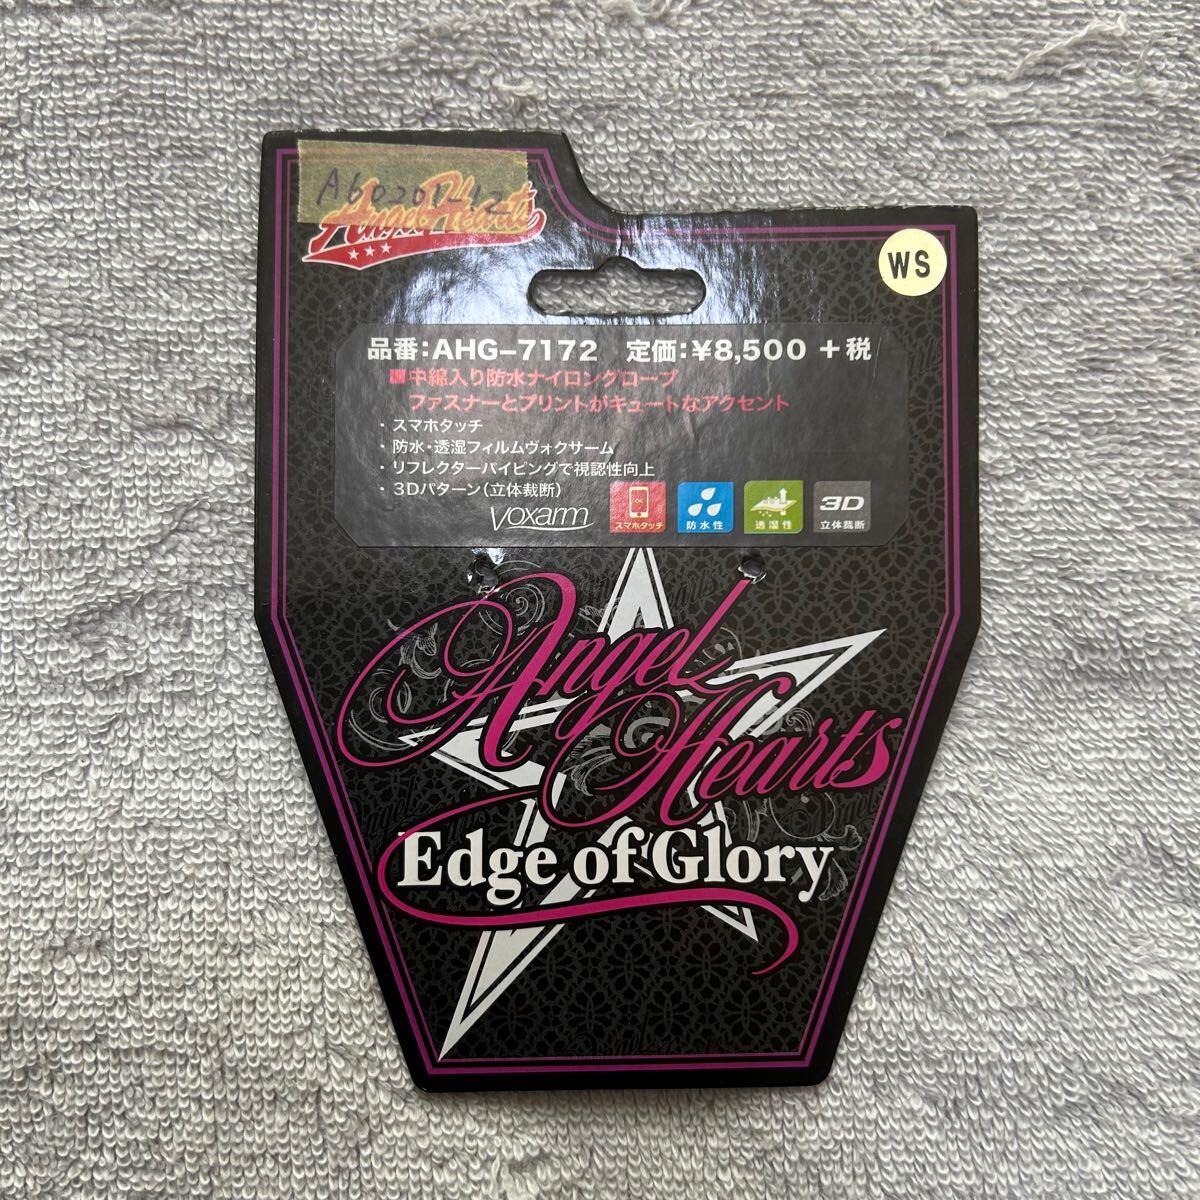 A60201-12
Angel Hearts
WS
品番:AHG-7172 定価:¥8,500 +税
中綿入り防水ナイロングローブ
ファスナーとプリントがキュートなアクセント
・スマホタッチ
・防水・透湿フィルムヴォクサーム
・リフレクターパイピングで視認性向上
・3Dパターン(立体裁断)
Voxarm
OK
スマホタッチ
防水性
透湿性
3D
立体裁断
Angel
Hearts
Edge of Glory